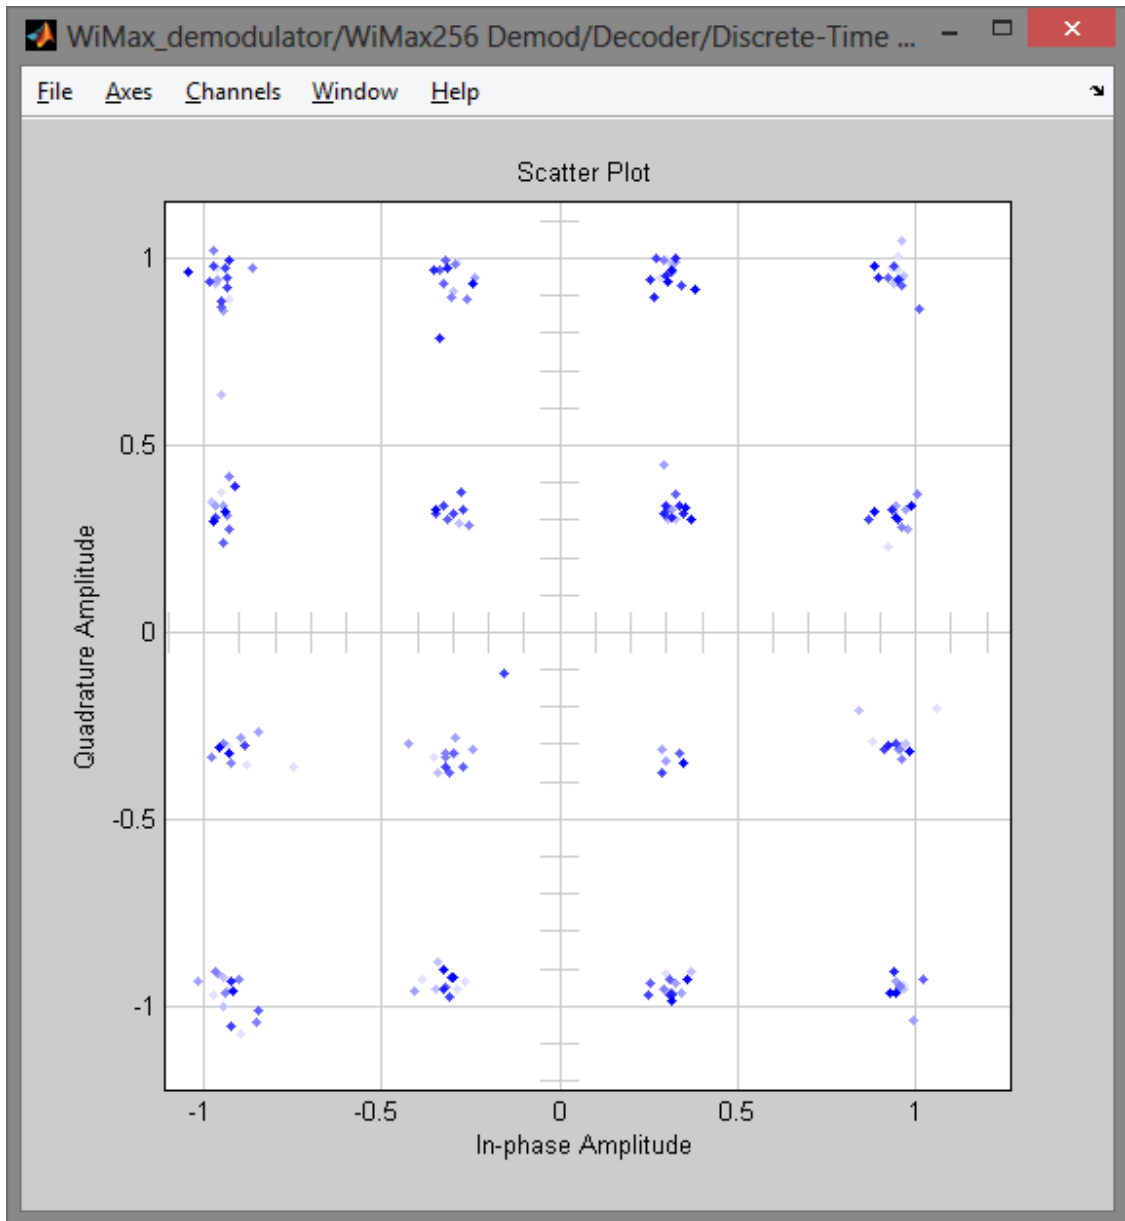 WiMax_demodulator/WiMax256 Demod/Decoder/Discrete-Time ...
File Axes Channels Window Help
Scatter Plot
1
0.5
0
-0.5
-1
Quadrature Amplitude
-1 -0.5 0 0.5 1
In-phase Amplitude